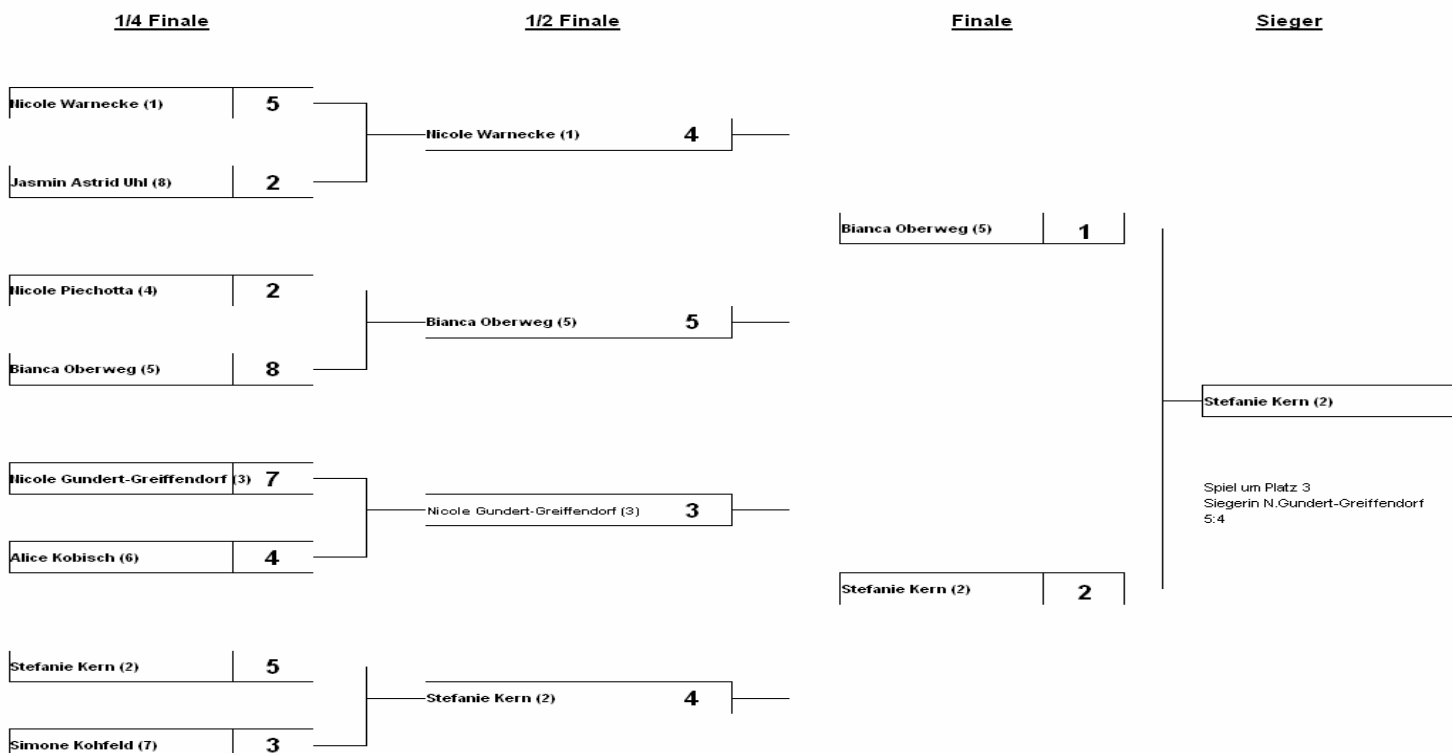 1/4 Finale
1/2 Finale
Finale
Sieger
Nicole Warnecke (1) 5
Jasmin Astrid Uhl (8) 2
Nicole Piechotta (4) 2
Bianca Oberweg (5) 8
Nicole Gundert-Greiffendorf (3) 7
Alice Kobisch (6) 4
Stefanie Kern (2) 5
Simone Kohfeld (7) 3
Nicole Warnecke (1) 4
Bianca Oberweg (5) 5
Nicole Gundert-Greiffendorf (3) 3
Stefanie Kern (2) 4
Bianca Oberweg (5) 1
Stefanie Kern (2) 2
Stefanie Kern (2)
Spiel um Platz 3
Siegerin N.Gundert-Greiffendorf
5:4